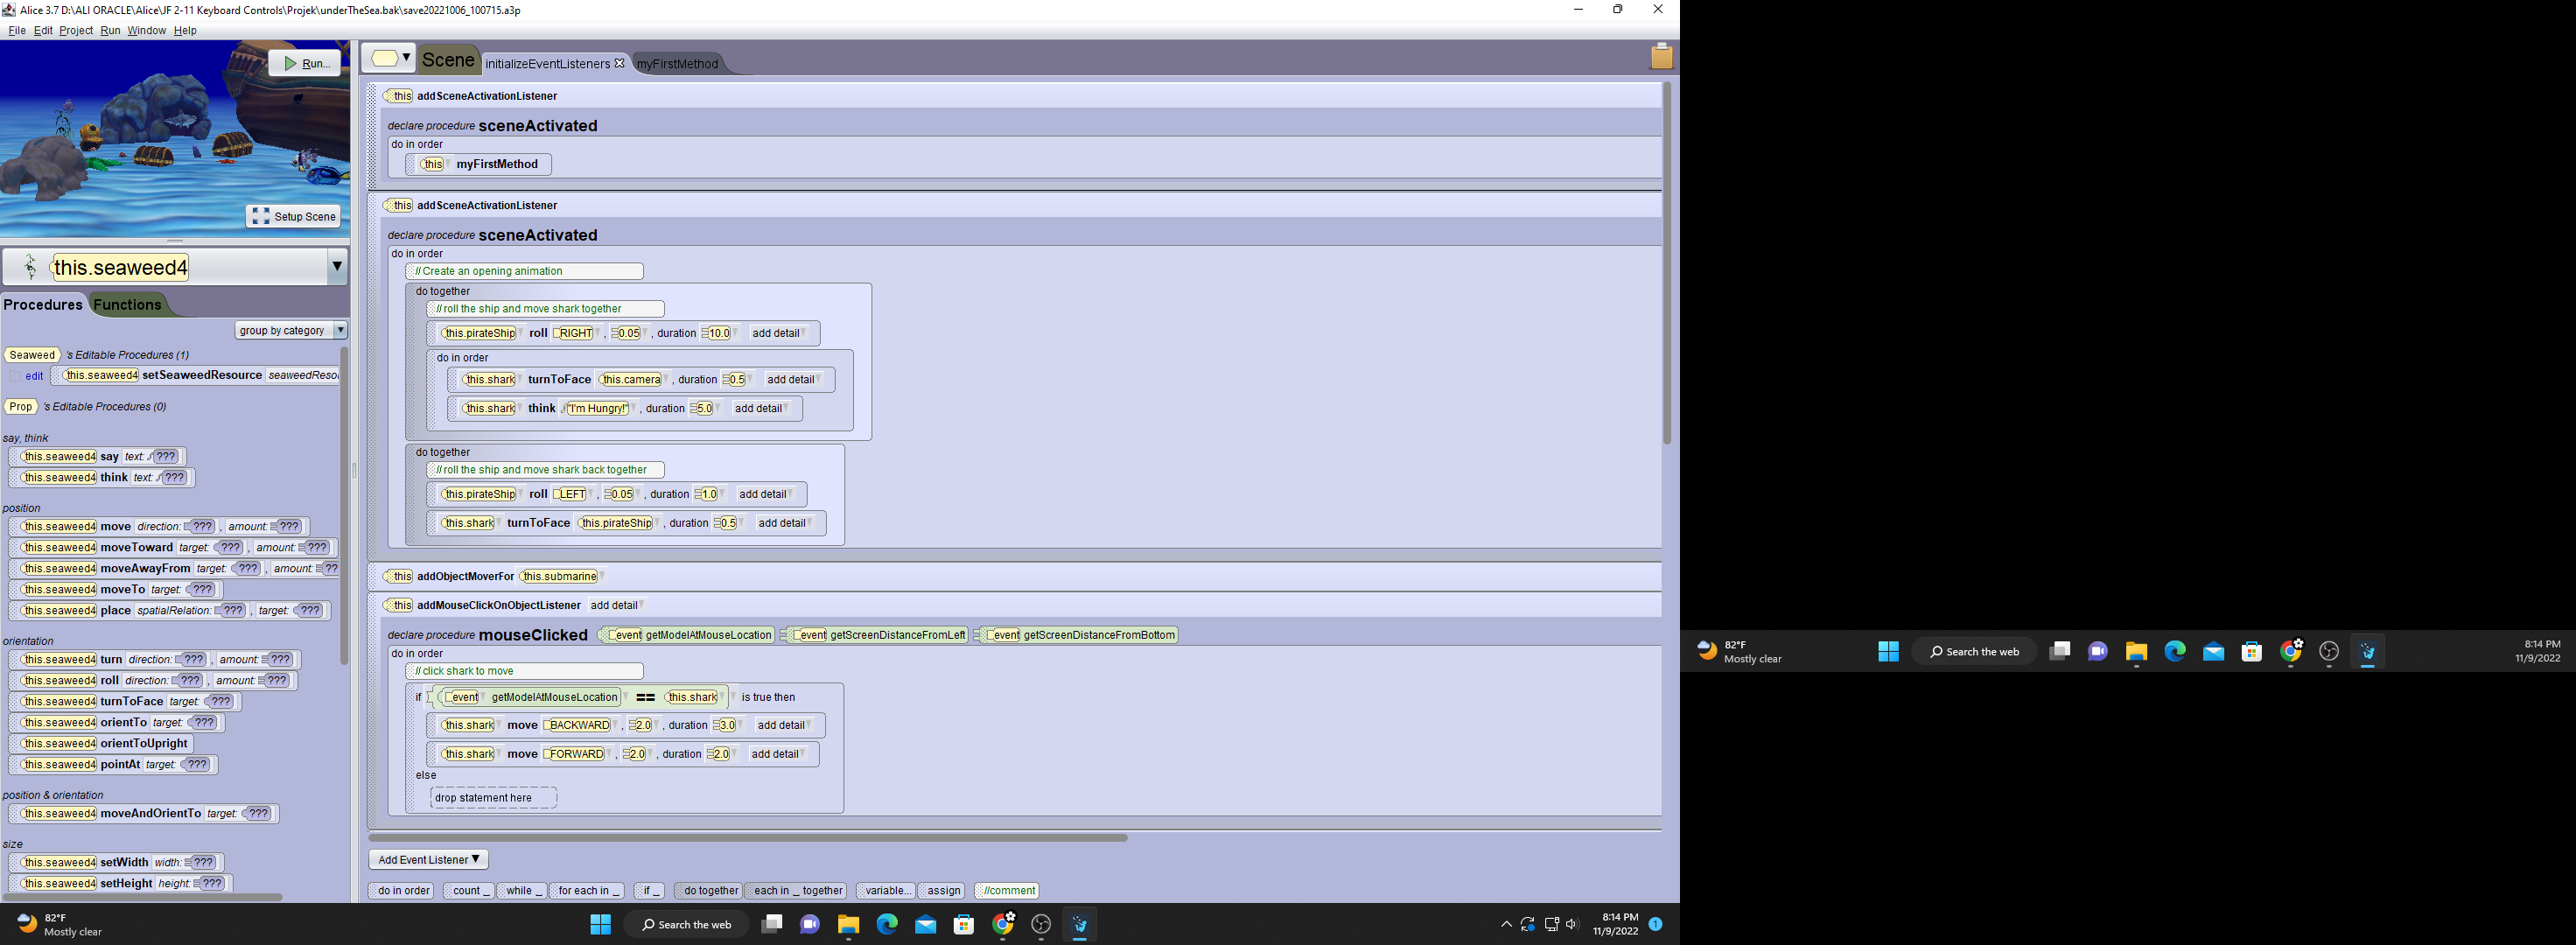 Alice 3.7 D:\ALI ORACLE\Alice\JF 2-11 Keyboard Controls\Projek\underTheSea.bak\save20221006_100715.a3p
File Edit Project Run Window Help
Run...
Setup Scene
this.seaweed4
Procedures Functions
group by category
Seaweed 's Editable Procedures (1)
edit this.seaweed4 setSeaweedResource
Prop 's Editable Procedures (0)
say, think
this.seaweed4 say text: ???
this.seaweed4 think text: ???
position
this.seaweed4 move direction: ??? , amount: ???
this.seaweed4 moveToward target: ??? , amount: ???
this.seaweed4 moveAwayFrom target: ??? , amount: ??
this.seaweed4 moveTo target: ???
this.seaweed4 place spatialRelation: ??? , target: ???
orientation
this.seaweed4 turn direction: ??? , amount: ???
this.seaweed4 roll direction: ??? , amount: ???
this.seaweed4 turnToFace target: ???
this.seaweed4 orientTo target: ???
this.seaweed4 orientToUpright
this.seaweed4 pointAt target: ???
position & orientation
this.seaweed4 moveAndOrientTo target: ???
size
this.seaweed4 setWidth width: ???
this.seaweed4 setHeight height: ???
Scene initializeEventListeners myFirstMethod
this addSceneActivationListener
declare procedure sceneActivated
do in order
this myFirstMethod
this addSceneActivationListener
declare procedure sceneActivated
do in order
//Create an opening animation
do together
//roll the ship and move shark together
this.pirateShip roll RIGHT , 0.05 , duration 10.0 add detail
do in order
this.shark turnToFace this.camera , duration 0.5 add detail
this.shark think "I'm Hungry!" , duration 5.0 add detail
do together
//roll the ship and move shark back together
this.pirateShip roll LEFT , 0.05 , duration 1.0 add detail
this.shark turnToFace this.pirateShip , duration 0.5 add detail
this addObjectMoverFor this.submarine
this addMouseClickOnObjectListener add detail
declare procedure mouseClicked event getModelAtMouseLocation event getScreenDistanceFromLeft event getScreenDistanceFromBottom
do in order
//click shark to move
if event getModelAtMouseLocation == this.shark is true then
this.shark move BACKWARD , 2.0 , duration 3.0 add detail
this.shark move FORWARD , 2.0 , duration 2.0 add detail
else
drop statement here
Add Event Listener
do in order count _ while _ for each in _ if _ do together each in _ together variable... assign //comment
82°F
Mostly clear
Search the web
8:14 PM
11/9/2022
1
82°F
Mostly clear
Search the web
8:14 PM
11/9/2022